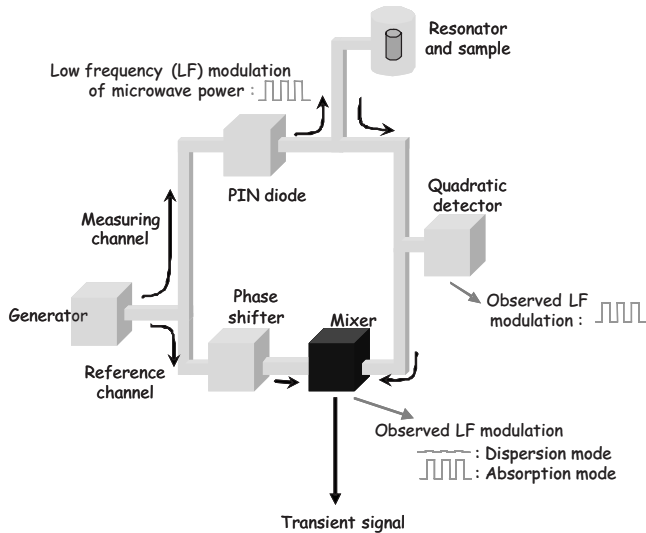 Resonator
and sample
Low frequency (LF) modulation
of microwave power :
PIN diode
Quadratic
detector
Measuring
channel
Observed LF
modulation :
Generator
Phase
shifter
Mixer
Reference
channel
Observed LF modulation
: Dispersion mode
: Absorption mode
Transient signal